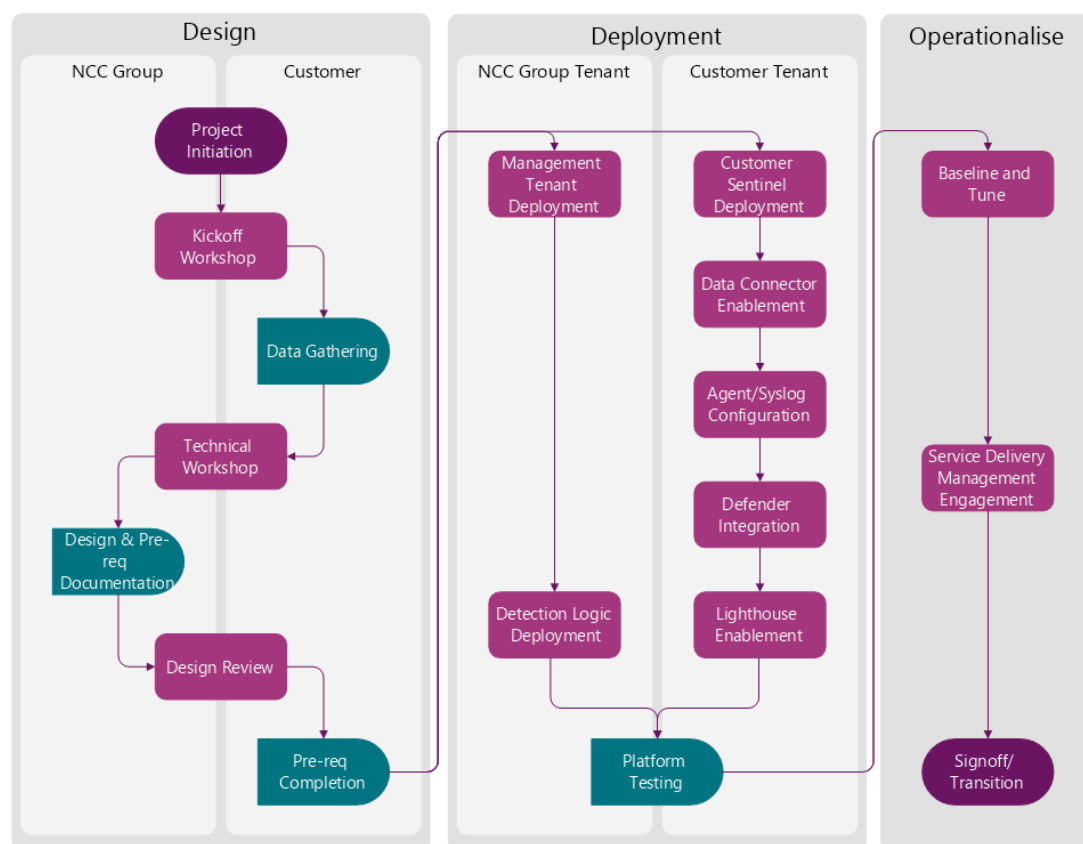 Design
NCC Group
Customer
Project
Initiation
Kickoff
Workshop
Data Gathering
Technical
Workshop
Design & Pre-
req
Documentation
Design Review
Pre-req
Completion
Deployment
NCC Group Tenant
Customer Tenant
Management
Tenant
Deployment
Customer
Sentinel
Deployment
Data Connector
Enablement
Agent/Syslog
Configuration
Defender
Integration
Detection Logic
Deployment
Lighthouse
Enablement
Platform
Testing
Operationalise
Baseline and
Tune
Service Delivery
Management
Engagement
Signoff/
Transition